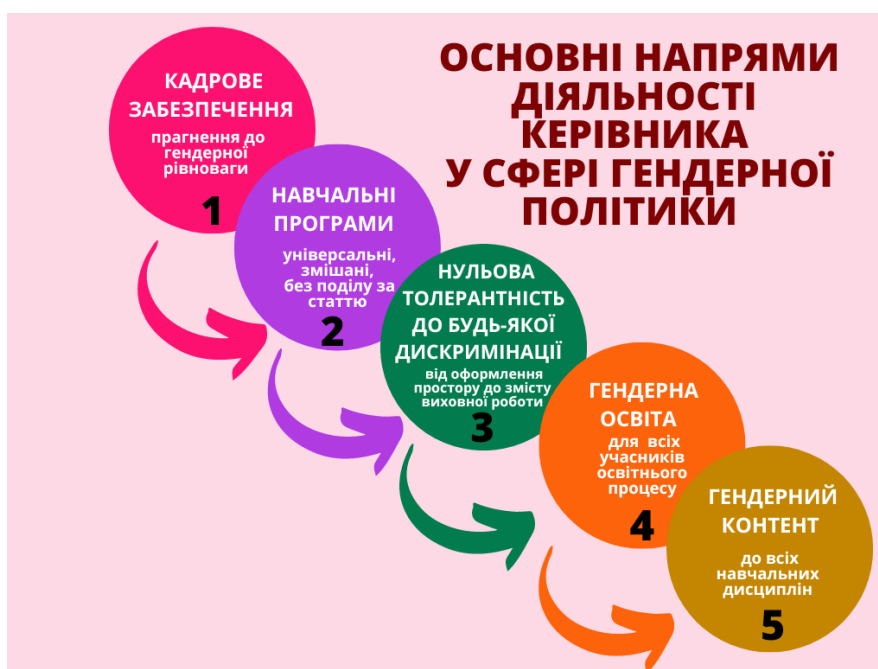 ОСНОВНІ НАПРЯМИ
ДІЯЛЬНОСТІ
КЕРІВНИКА
У СФЕРІ ГЕНДЕРНОЇ
ПОЛІТИКИ
КАДРОВЕ
ЗАБЕЗПЕЧЕННЯ
прагнення до
гендерної
рівноваги
1
НАВЧАЛЬНІ
ПРОГРАМИ
універсальні,
змішані,
без поділу за
статтю
2
НУЛЬОВА
ТОЛЕРАНТНІСТЬ
ДО БУДЬ-ЯКОЇ
ДИСКРИМІНАЦІЇ
від оформлення
простору до змісту
виховної роботи
3
ГЕНДЕРНА
ОСВІТА
для всіх
учасників
освітнього
процесу
4
ГЕНДЕРНИЙ
КОНТЕНТ
до всіх
навчальних
дисциплін
5